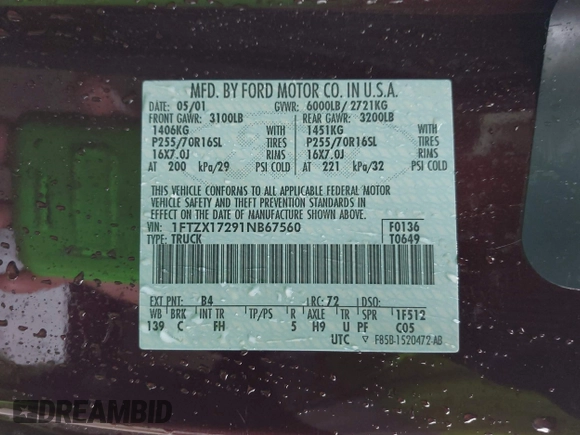 MFD. BY FORD MOTOR CO. IN U.S.A.
DATE: 05/01 GVWR: 6000LB/ 2721KG
FRONT GAWR: 3100LB REAR GAWR: 3200LB
1406KG WITH 1451KG WITH
P255/70R16SL TIRES P255/70R16SL TIRES
16X7.0J RIMS 16X7.0J RIMS
AT 200 kPa/29 PSI COLD AT 221 kPa/32 PSI COLD
THIS VEHICLE CONFORMS TO ALL APPLICABLE FEDERAL MOTOR
VEHICLE SAFETY AND THEFT PREVENTION STANDARDS IN
EFFECT ON THE DATE OF MANUFACTURE SHOWN ABOVE.
VIN: 1FTZX17291NB67560 F0136
TYPE: TRUCK T0649
EXT PNT: B4 RC: 72 DSO:
WB BRK INT TR TP/PS R AXLE TR SPR 1F512
139 C FH 5 H9 U PF C05
UTC F85B-1520472-AB
DREAMBID